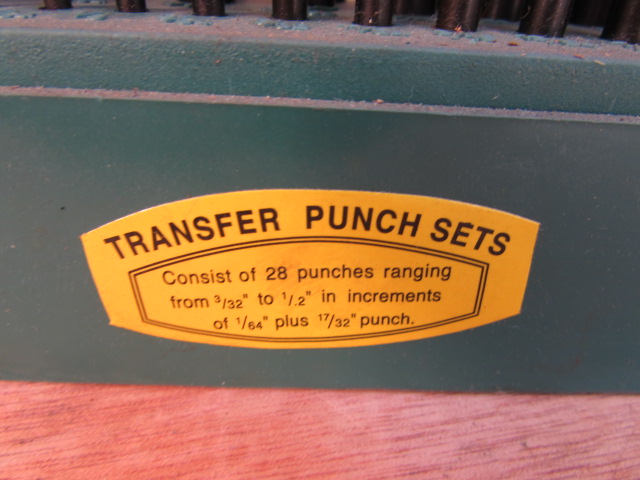 TRANSFER PUNCH SETS
Consist of 28 punches ranging
from 3/32" to 1/.2" in increments
of 1/64" plus 17/32" punch.